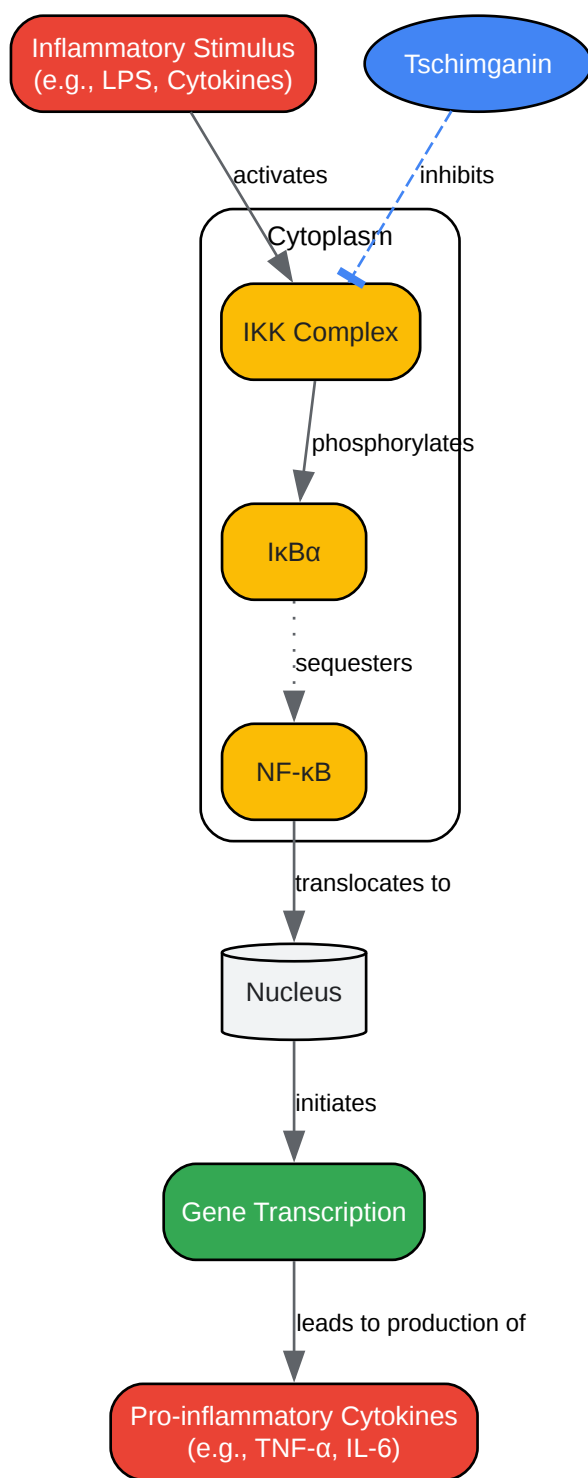 Inflammatory Stimulus
(e.g., LPS, Cytokines)
Tschimganin
activates
inhibits
Cytoplasm
IKK Complex
phosphorylates
IκBα
sequesters
NF-κB
translocates to
Nucleus
initiates
Gene Transcription
leads to production of
Pro-inflammatory Cytokines
(e.g., TNF-α, IL-6)